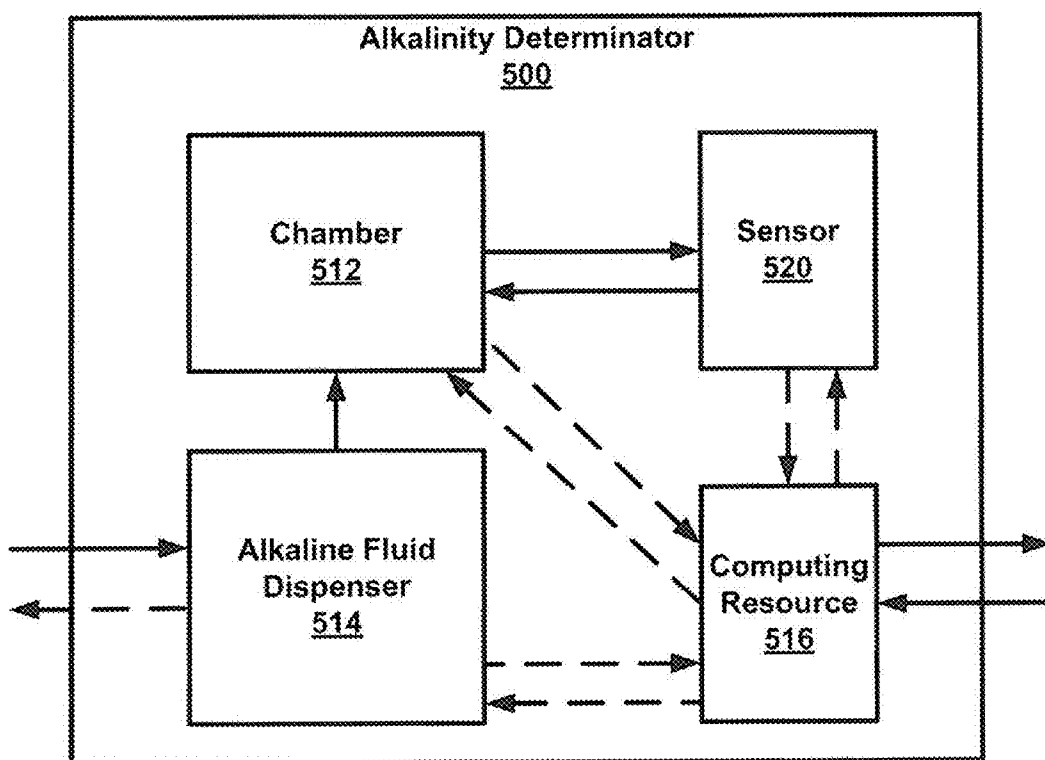 Alkalinity Determinator
500
Chamber
512
Sensor
520
Alkaline Fluid
Dispenser
514
Computing
Resource
516